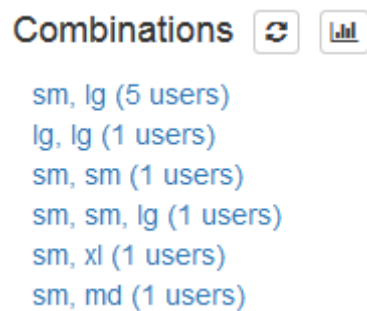 Combinations
sm, lg (5 users)
lg, lg (1 users)
sm, sm (1 users)
sm, sm, lg (1 users)
sm, xl (1 users)
sm, md (1 users)